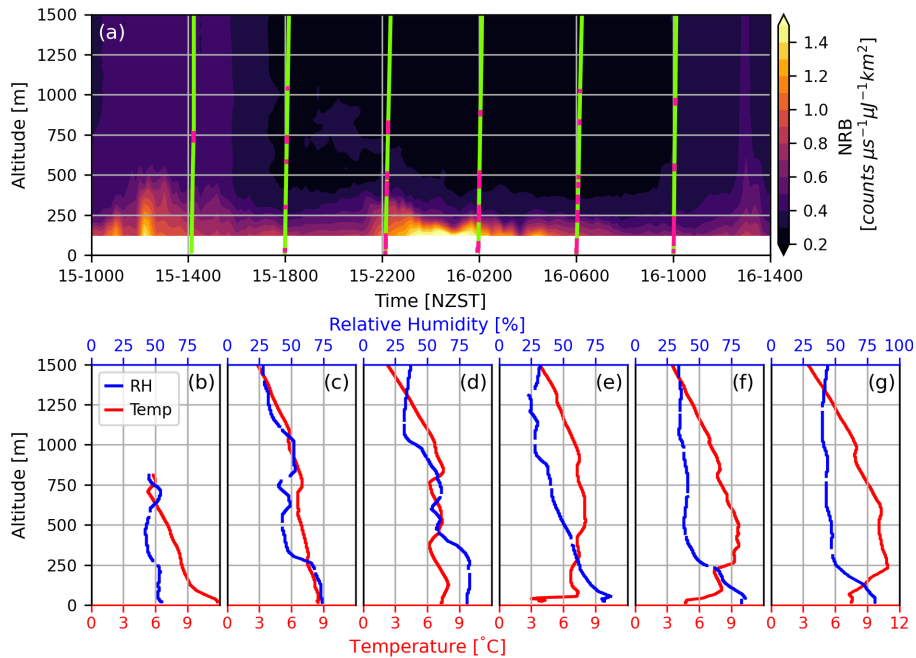 (a)
1500
1250
1000
750
500
250
0
Altitude [m]
15-1000 15-1400 15-1800 15-2200 16-0200 16-0600 16-1000 16-1400
Time [NZST]
1.4
1.2
1.0
0.8
0.6
0.4
0.2
NRB
[counts μs⁻¹μJ⁻¹km²]
Relative Humidity [%]
0 25 50 75 0 25 50 75 0 25 50 75 0 25 50 75 0 25 50 75 0 25 50 75 100
1500
1250
1000
750
500
250
0
Altitude [m]
RH
Temp
(b) (c) (d) (e) (f) (g)
0 3 6 9 0 3 6 9 0 3 6 9 0 3 6 9 0 3 6 9 0 3 6 9 12
Temperature [˚C]